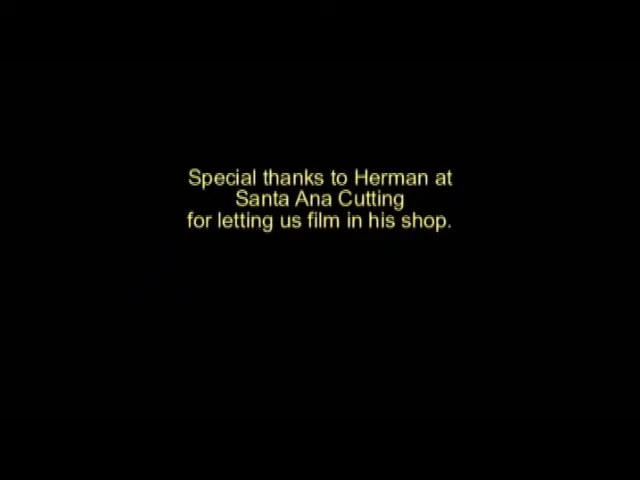 Special thanks to Herman at
Santa Ana Cutting
for letting us film in his shop.